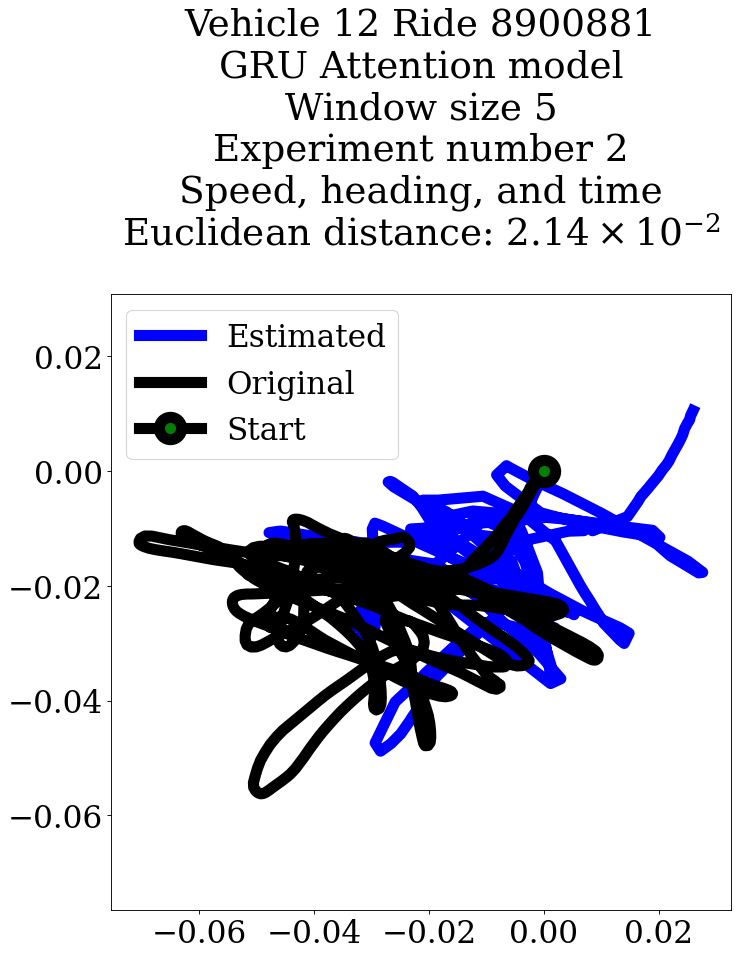 Vehicle 12 Ride 8900881
GRU Attention model
Window size 5
Experiment number 2
Speed, heading, and time
Euclidean distance: 2.14 × 10⁻²
Estimated
Original
Start
0.02
0.00
−0.02
−0.04
−0.06
−0.06 −0.04 −0.02 0.00 0.02